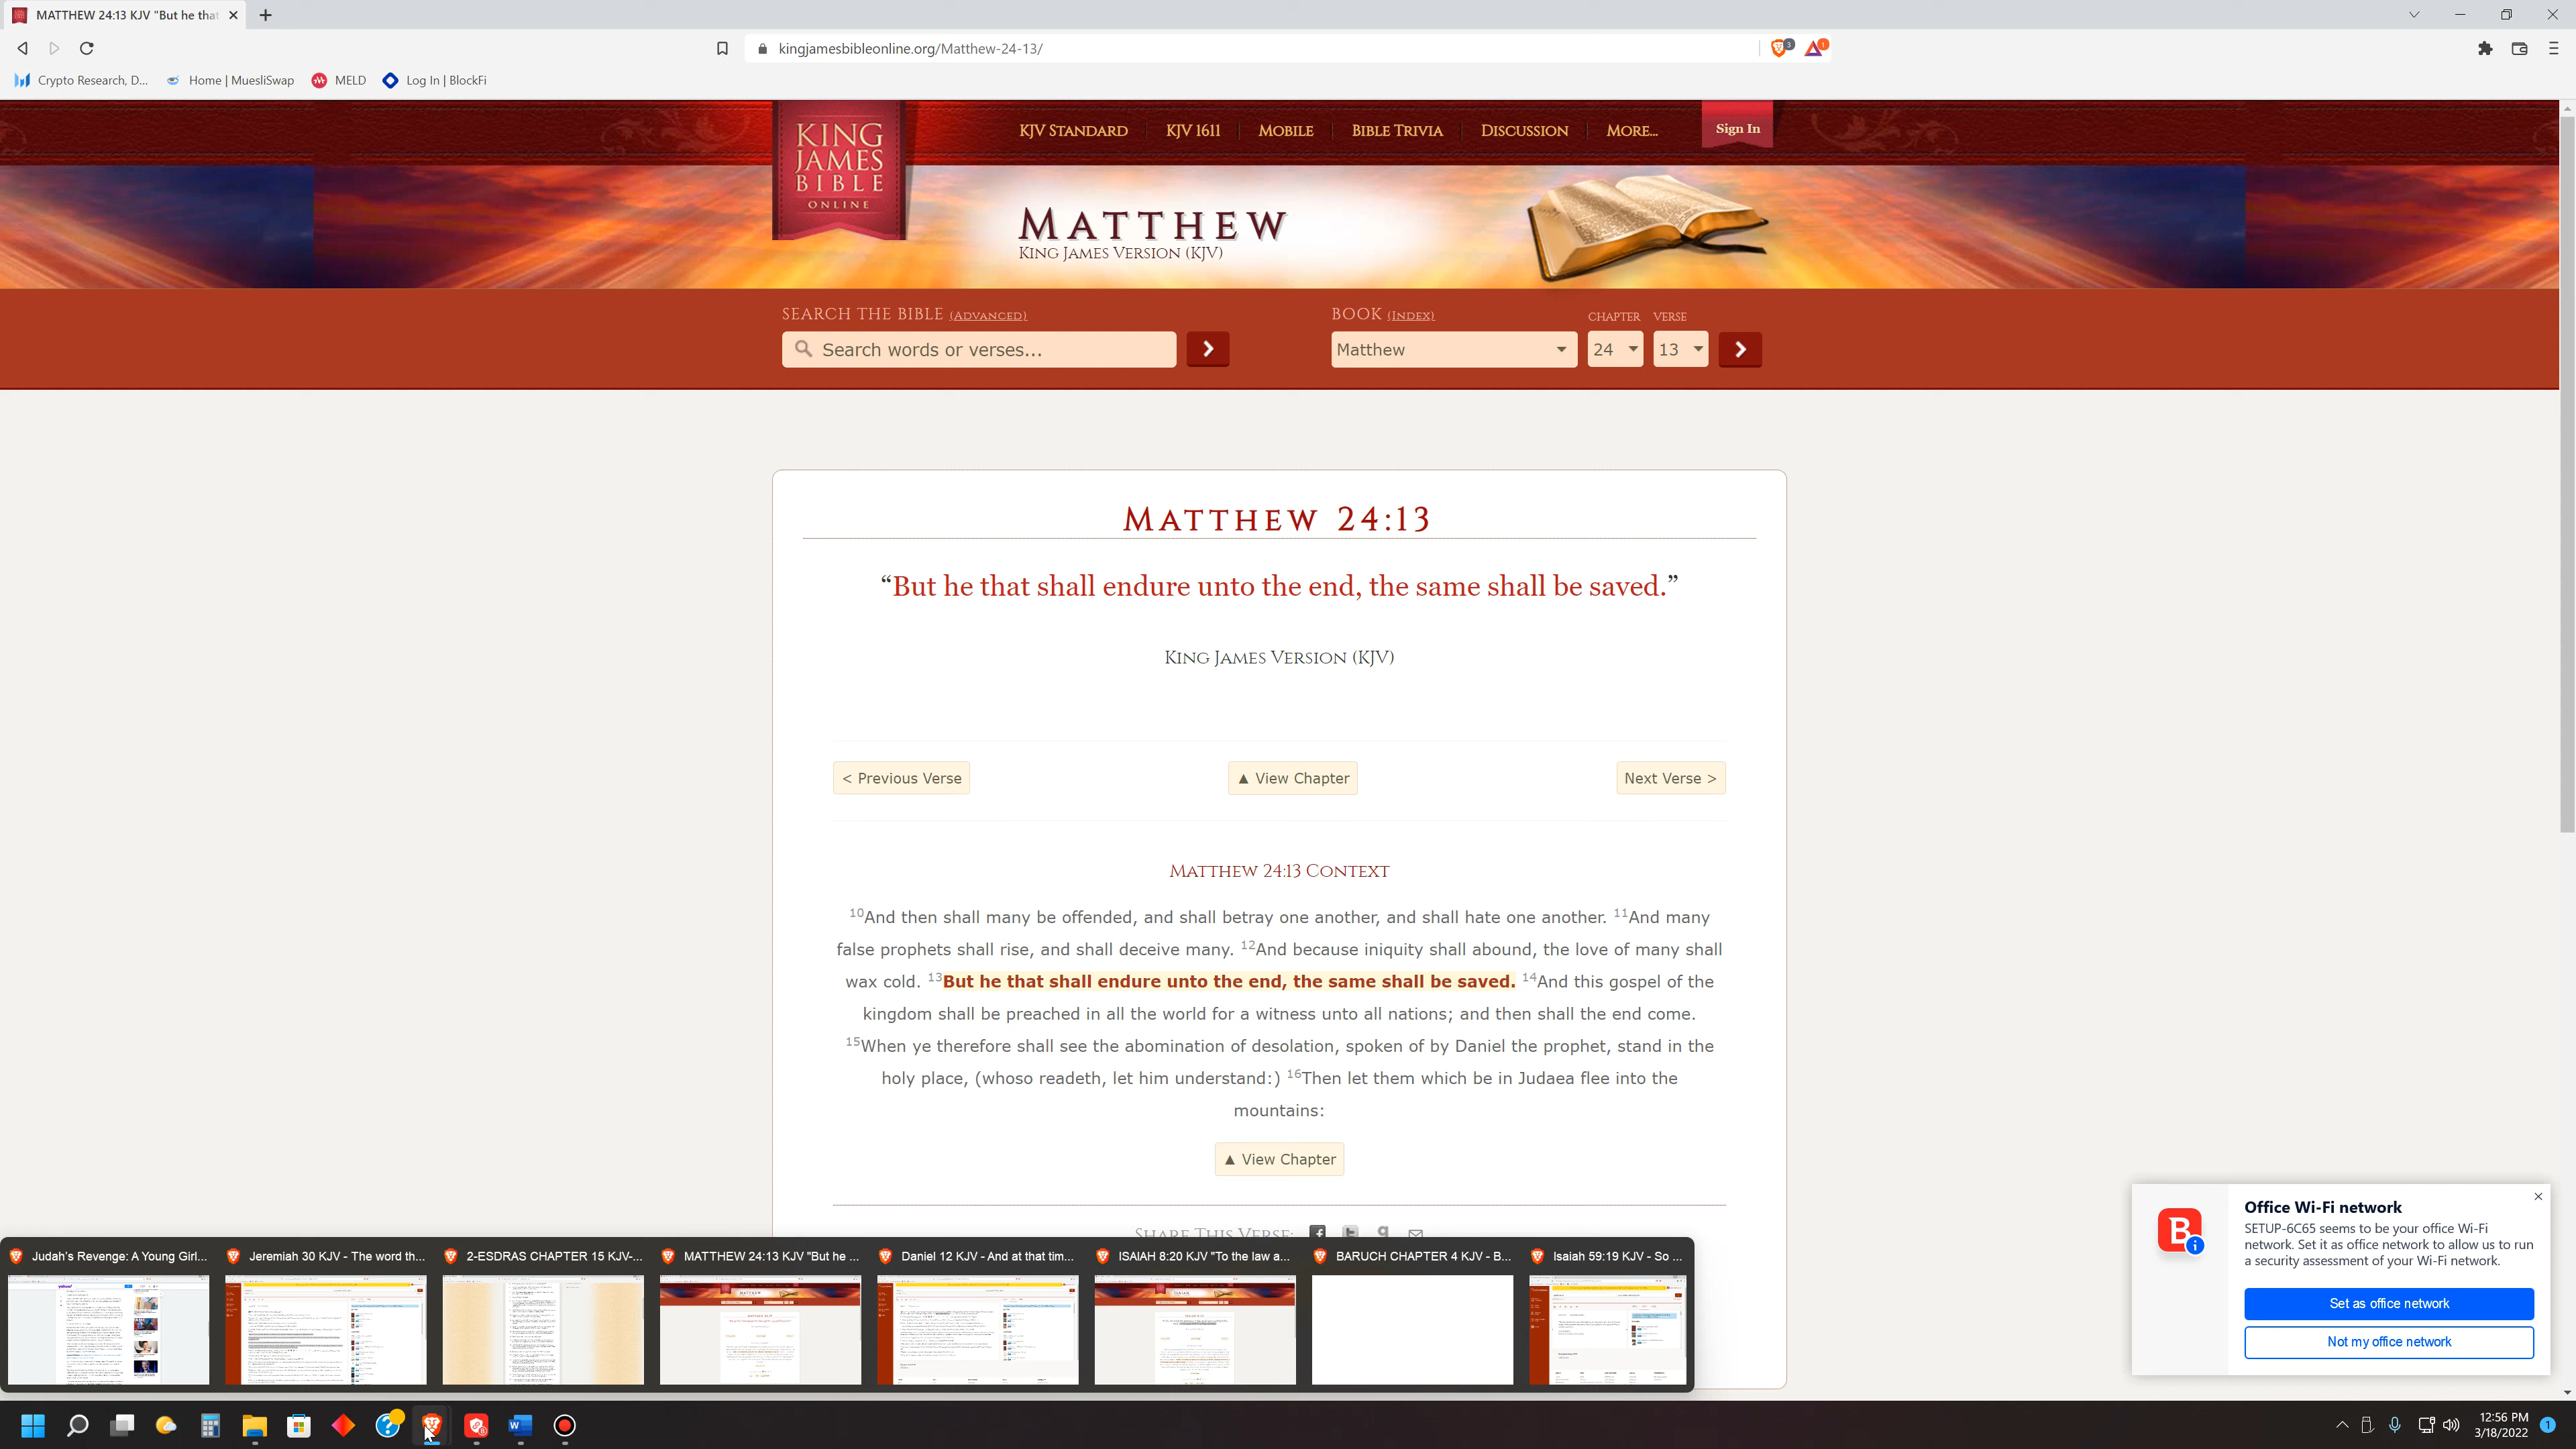 MATTHEW 24:13 KJV "But he that
kingjamesbibleonline.org/Matthew-24-13/
3
1
Crypto Research, D...
Home | MuesliSwap
MELD
Log In | BlockFi
KING
JAMES
BIBLE
ONLINE
KJV STANDARD
KJV 1611
MOBILE
BIBLE TRIVIA
DISCUSSION
MORE...
Sign In
MATTHEW
KING JAMES VERSION (KJV)
SEARCH THE BIBLE (ADVANCED)
BOOK (INDEX)
CHAPTER
VERSE
Search words or verses...
Matthew
24
13
MATTHEW 24:13
“But he that shall endure unto the end, the same shall be saved.”
KING JAMES VERSION (KJV)
< Previous Verse
▲ View Chapter
Next Verse >
MATTHEW 24:13 CONTEXT
10And then shall many be offended, and shall betray one another, and shall hate one another. 11And many
false prophets shall rise, and shall deceive many. 12And because iniquity shall abound, the love of many shall
wax cold. 13But he that shall endure unto the end, the same shall be saved. 14And this gospel of the
kingdom shall be preached in all the world for a witness unto all nations; and then shall the end come.
15When ye therefore shall see the abomination of desolation, spoken of by Daniel the prophet, stand in the
holy place, (whoso readeth, let him understand:) 16Then let them which be in Judaea flee into the
mountains:
▲ View Chapter
SHARE THIS VERSE:
Office Wi-Fi network
SETUP-6C65 seems to be your office Wi-Fi
network. Set it as office network to allow us to run
a security assessment of your Wi-Fi network.
Set as office network
Not my office network
Judah's Revenge: A Young Girl...
Jeremiah 30 KJV - The word th...
2-ESDRAS CHAPTER 15 KJV-...
MATTHEW 24:13 KJV "But he ...
Daniel 12 KJV - And at that tim...
ISAIAH 8:20 KJV "To the law a...
BARUCH CHAPTER 4 KJV - B...
Isaiah 59:19 KJV - So ...
12:56 PM
3/18/2022
1